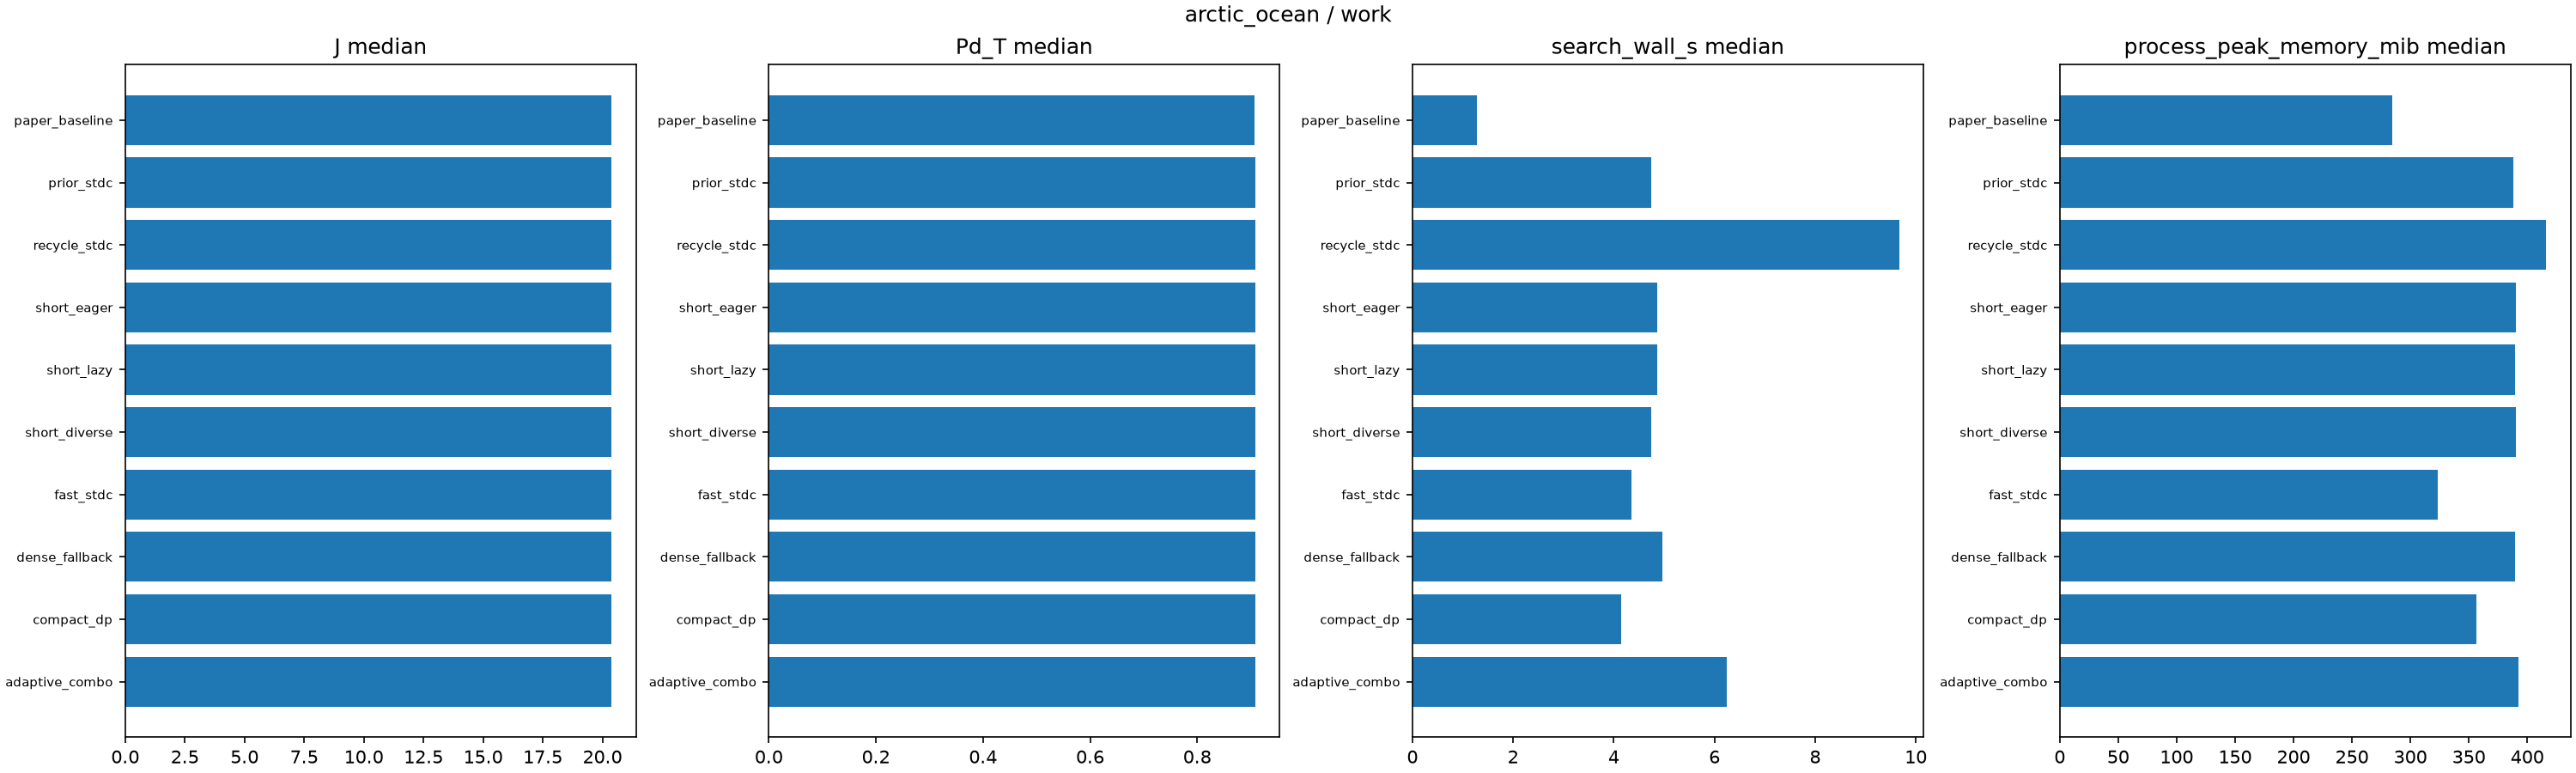 arctic_ocean / work
J median
paper_baseline
prior_stdc
recycle_stdc
short_eager
short_lazy
short_diverse
fast_stdc
dense_fallback
compact_dp
adaptive_combo
0.0 2.5 5.0 7.5 10.0 12.5 15.0 17.5 20.0
Pd_T median
paper_baseline
prior_stdc
recycle_stdc
short_eager
short_lazy
short_diverse
fast_stdc
dense_fallback
compact_dp
adaptive_combo
0.0 0.2 0.4 0.6 0.8
search_wall_s median
paper_baseline
prior_stdc
recycle_stdc
short_eager
short_lazy
short_diverse
fast_stdc
dense_fallback
compact_dp
adaptive_combo
0 2 4 6 8 10
process_peak_memory_mib median
paper_baseline
prior_stdc
recycle_stdc
short_eager
short_lazy
short_diverse
fast_stdc
dense_fallback
compact_dp
adaptive_combo
0 50 100 150 200 250 300 350 400